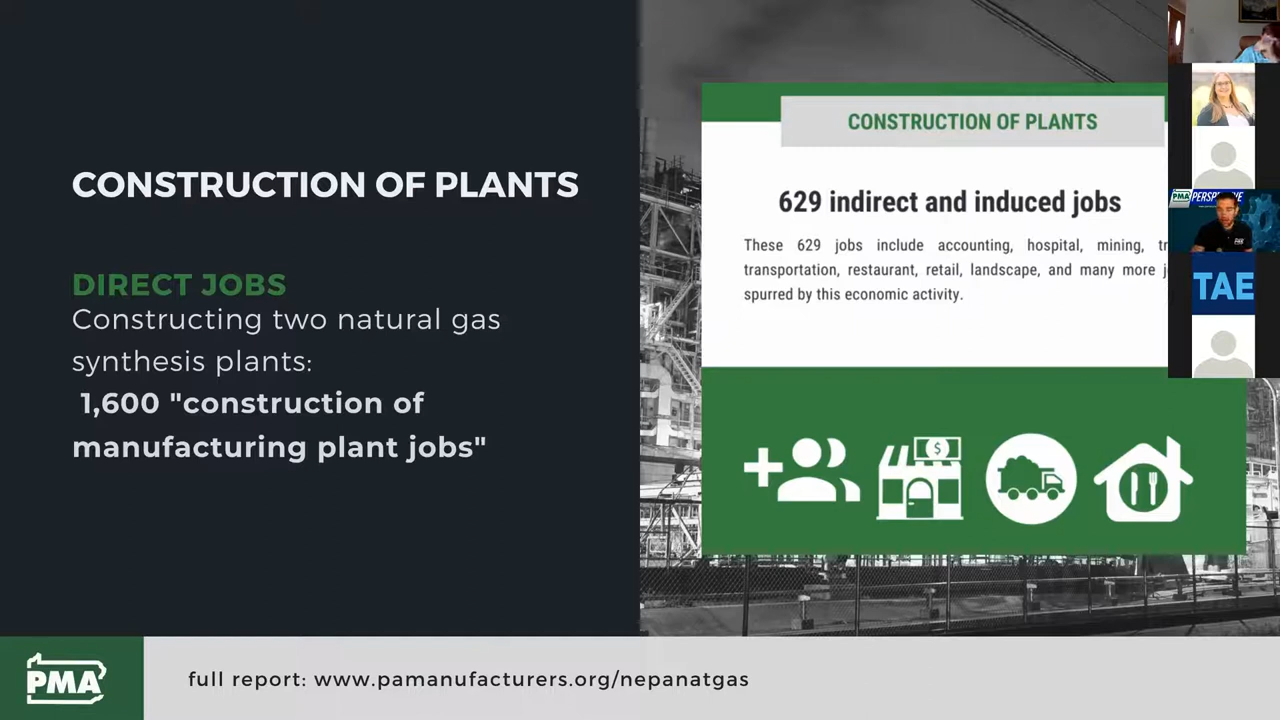 CONSTRUCTION OF PLANTS
DIRECT JOBS
Constructing two natural gas
synthesis plants:
1,600 "construction of
manufacturing plant jobs"
CONSTRUCTION OF PLANTS
629 indirect and induced jobs
These 629 jobs include accounting, hospital, mining,
transportation, restaurant, retail, landscape, and many more
spurred by this economic activity.
$
PMA
PERSPECTIVE
TAE
PMA
full report: www.pamanufacturers.org/nepanatgas